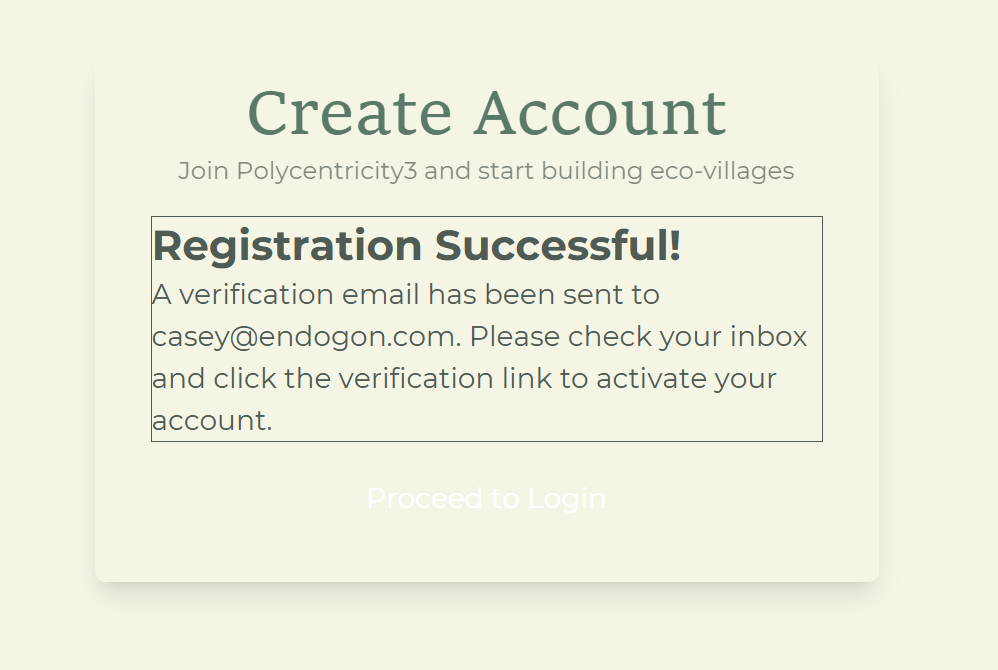 Create Account
Join Polycentricity3 and start building eco-villages
Registration Successful!
A verification email has been sent to
casey@endogon.com. Please check your inbox
and click the verification link to activate your
account.
Proceed to Login